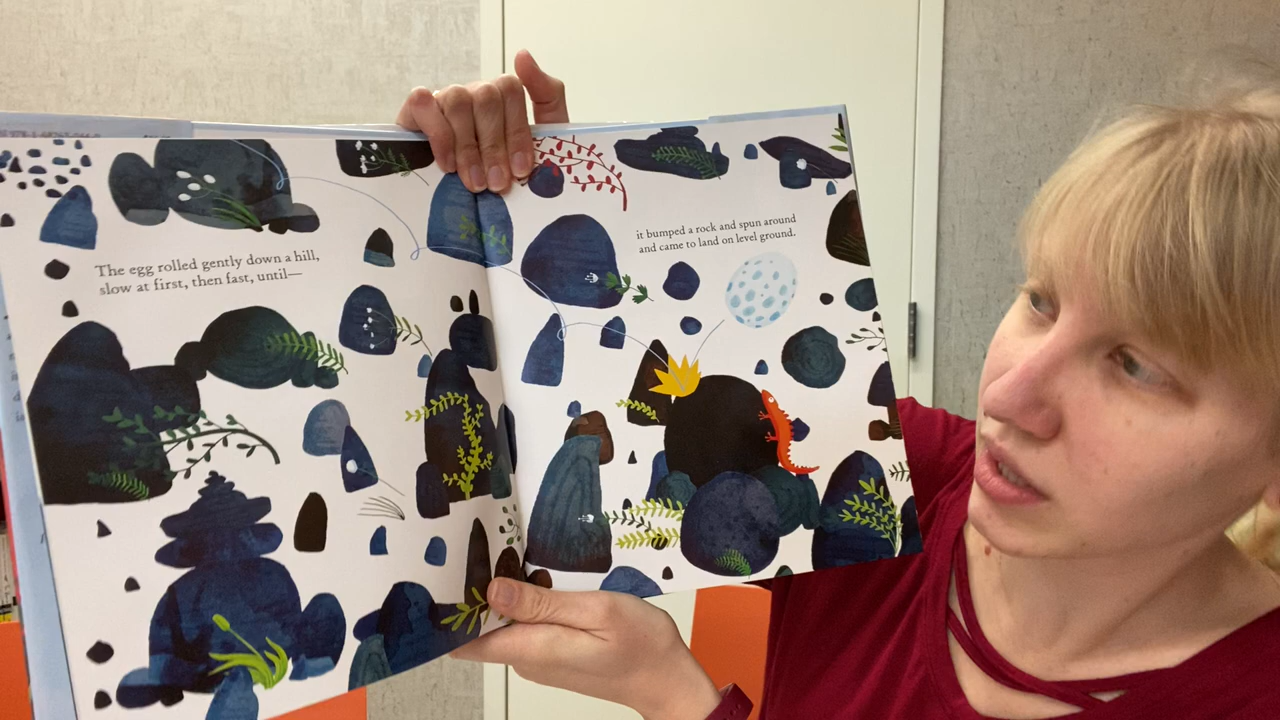 The egg rolled gently down a hill,
slow at first, then fast, until—
it bumped a rock and spun around
and came to land on level ground.